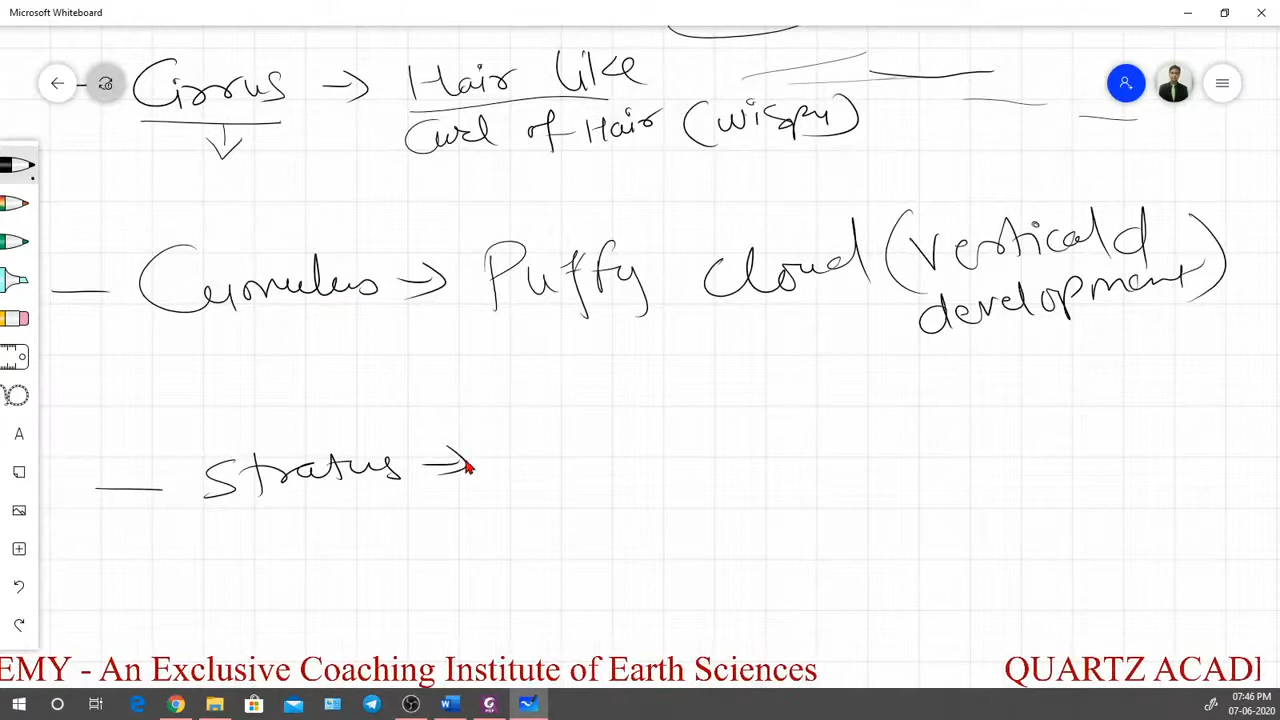 Microsoft Whiteboard
Cirrus → Hair like
Curl of Hair (Wispy)
— Cumulus → Puffy cloud (vertical d
development)
— Stratus →
A
EMY - An Exclusive Coaching Institute of Earth Sciences QUARTZ ACADI
07:46 PM
07-06-2020